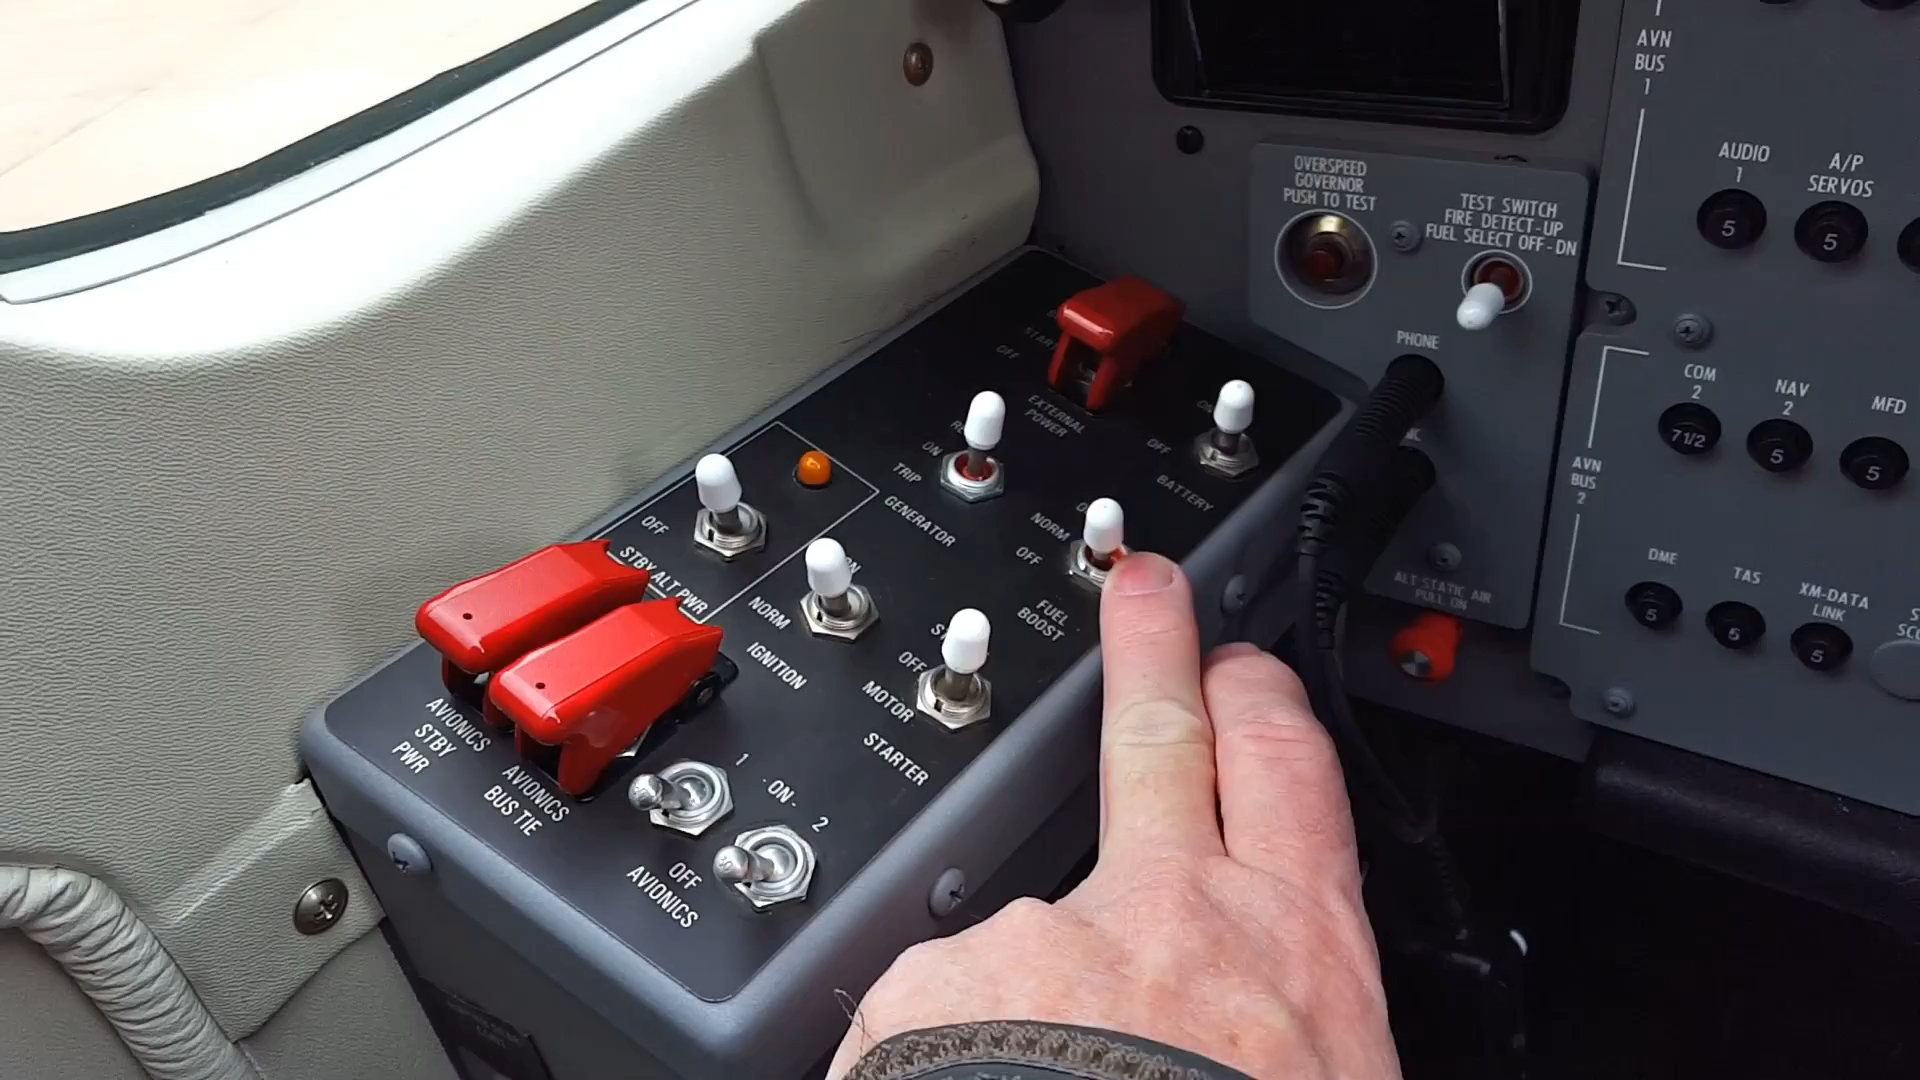 AVN
BUS
1
AUDIO
1
5
A/P
SERVOS
5
OVERSPEED
GOVERNOR
PUSH TO TEST
TEST SWITCH
FIRE DETECT-UP
FUEL SELECT OFF-DN
PHONE
COM
2
7 1/2
NAV
2
5
MFD
5
AVN
BUS
2
DME
5
TAS
5
XM-DATA
LINK
5
ALT STATIC AIR
PULL ON
OFF
EXTERNAL
POWER
OFF
BATTERY
ON
TRIP
GENERATOR
NORM
OFF
FUEL
BOOST
OFF
STBY ALT PWR
NORM
IGNITION
OFF
MOTOR
STARTER
AVIONICS
STBY
PWR
AVIONICS
BUS TIE
1
-ON-
2
OFF
AVIONICS